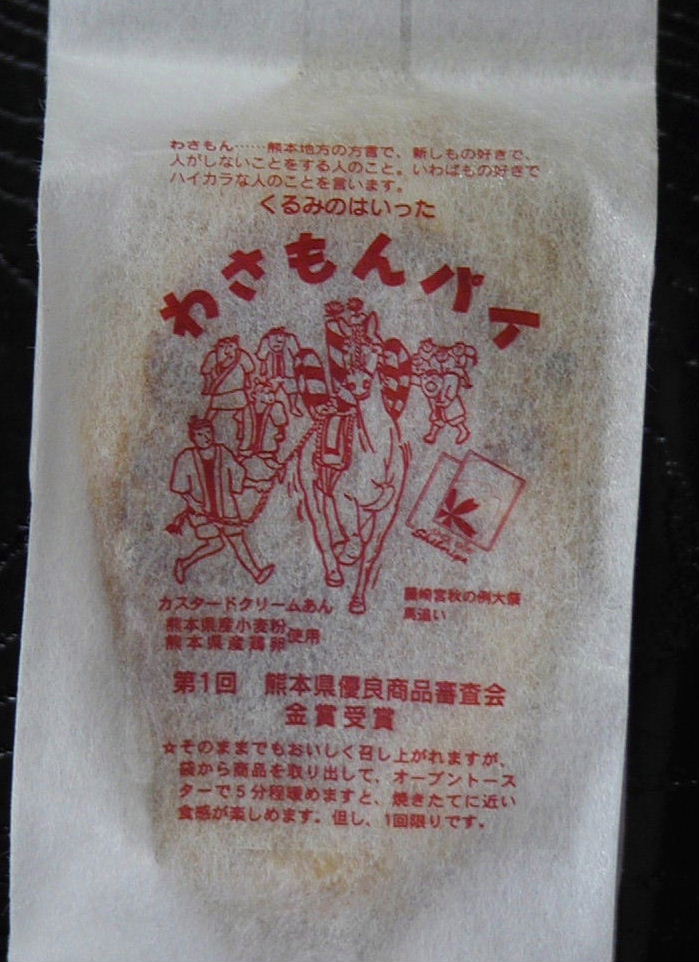 わさもん……熊本地方の方言で、新しもの好きで、
人がしないことをする人のこと。いわばもの好きで
ハイカラな人のことを言います。
くるみのはいった
わさもんパイ
カスタードクリームあん
熊本県産小麦粉
熊本県産鶏卵使用
藤崎宮秋の例大祭
馬追い
第1回 熊本県優良商品審査会
金賞受賞
☆そのままでもおいしく召し上がれますが、
袋から商品を取り出して、オーブントース
ターで5分程暖めますと、焼きたてに近い
食感が楽しめます。但し、1回限りです。